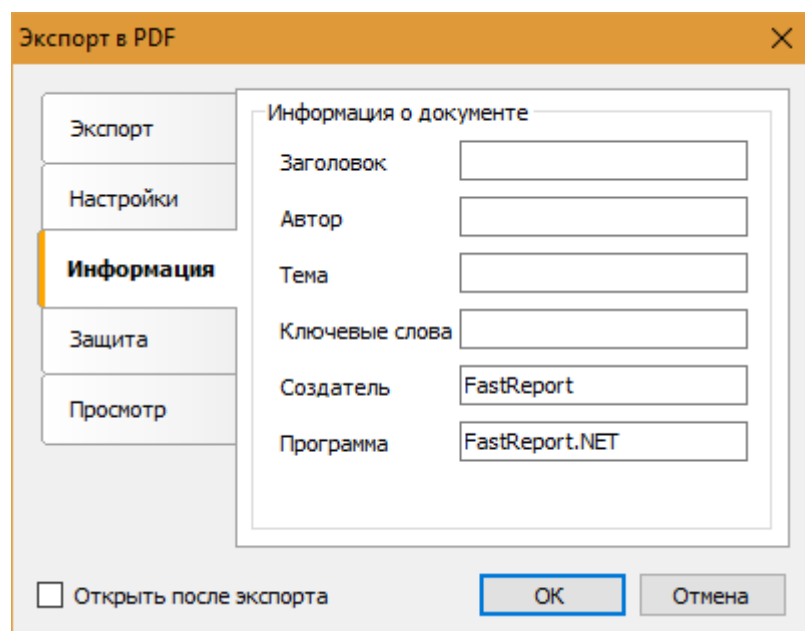 Экспорт в PDF
Экспорт
Настройки
Информация
Защита
Просмотр
Информация о документе
Заголовок
Автор
Тема
Ключевые слова
Создатель FastReport
Программа FastReport.NET
Открыть после экспорта
ОК
Отмена